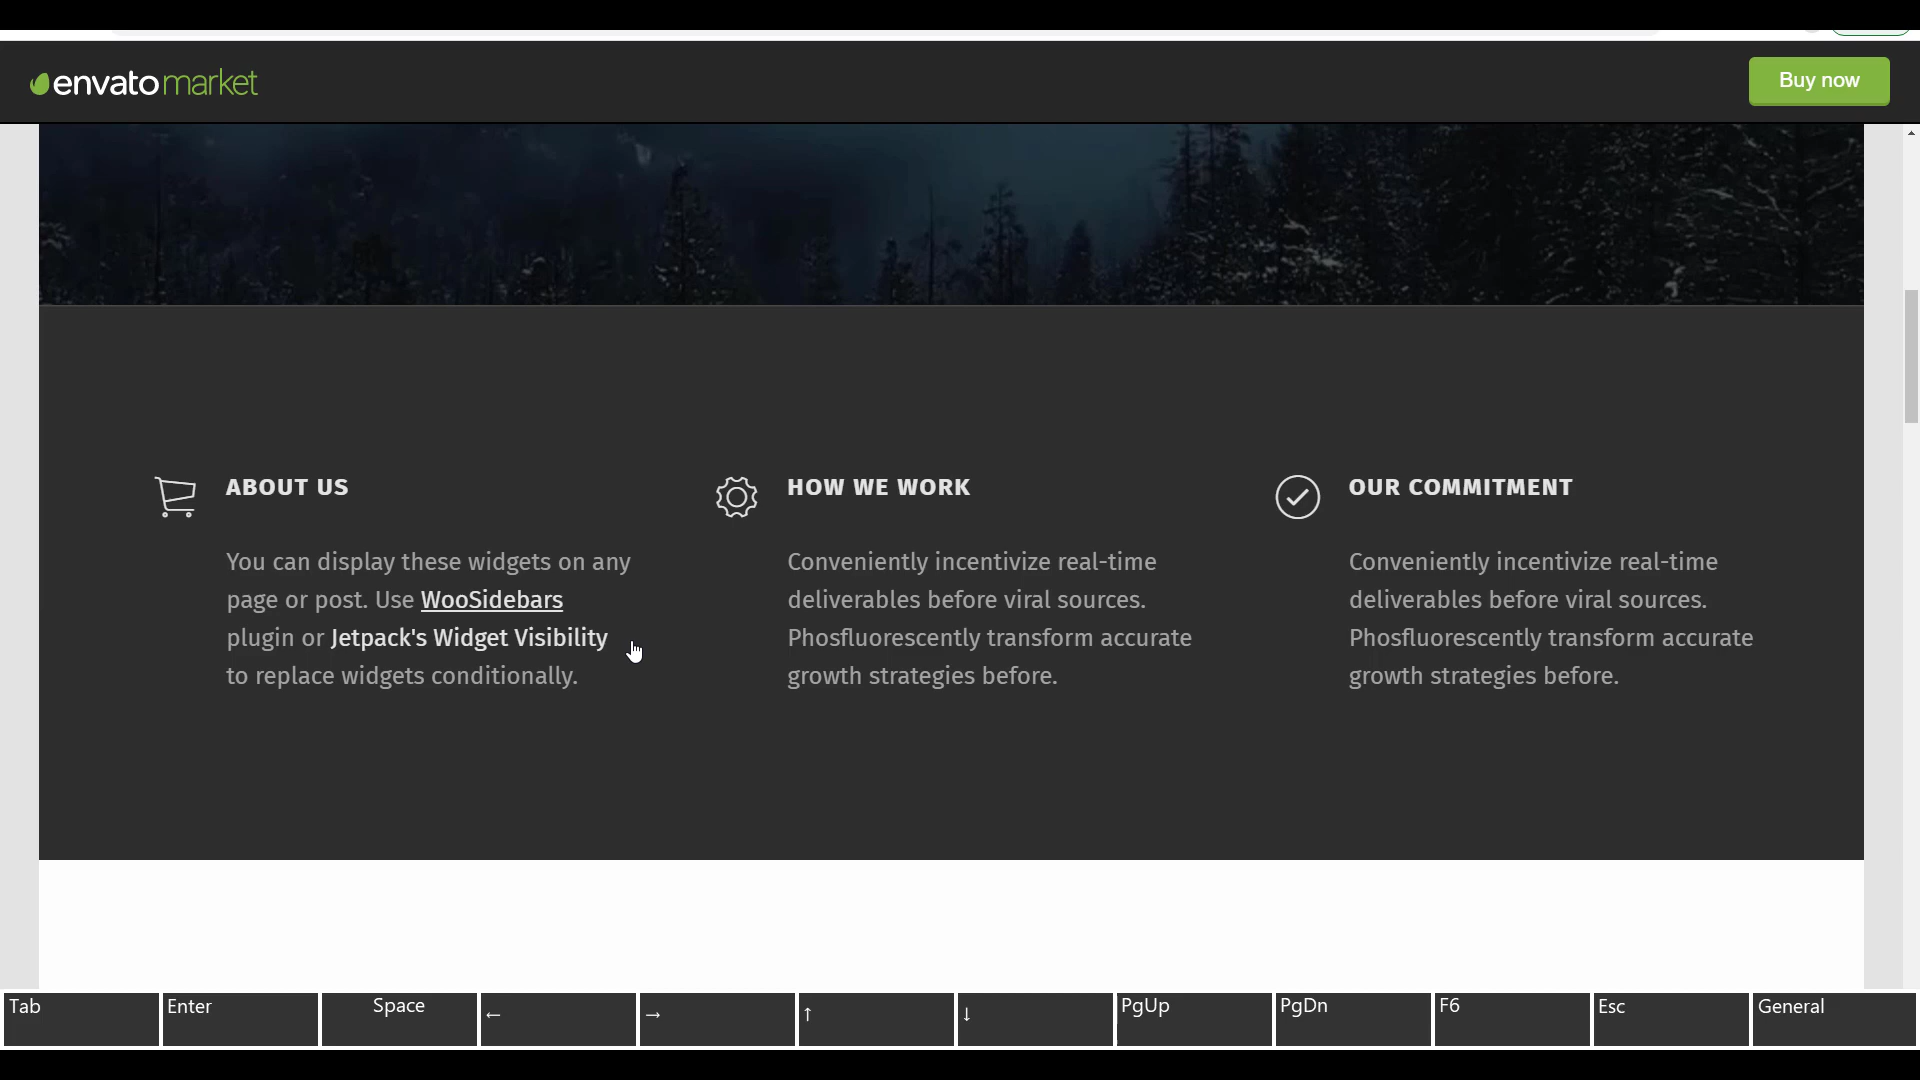 envatomarket
Buy now
ABOUT US
You can display these widgets on any
page or post. Use WooSidebars
plugin or Jetpack's Widget Visibility
to replace widgets conditionally.
HOW WE WORK
Conveniently incentivize real-time
deliverables before viral sources.
Phosfluorescently transform accurate
growth strategies before.
OUR COMMITMENT
Conveniently incentivize real-time
deliverables before viral sources.
Phosfluorescently transform accurate
growth strategies before.
Tab
Enter
Space
←
→
↑
↓
PgUp
PgDn
F6
Esc
General